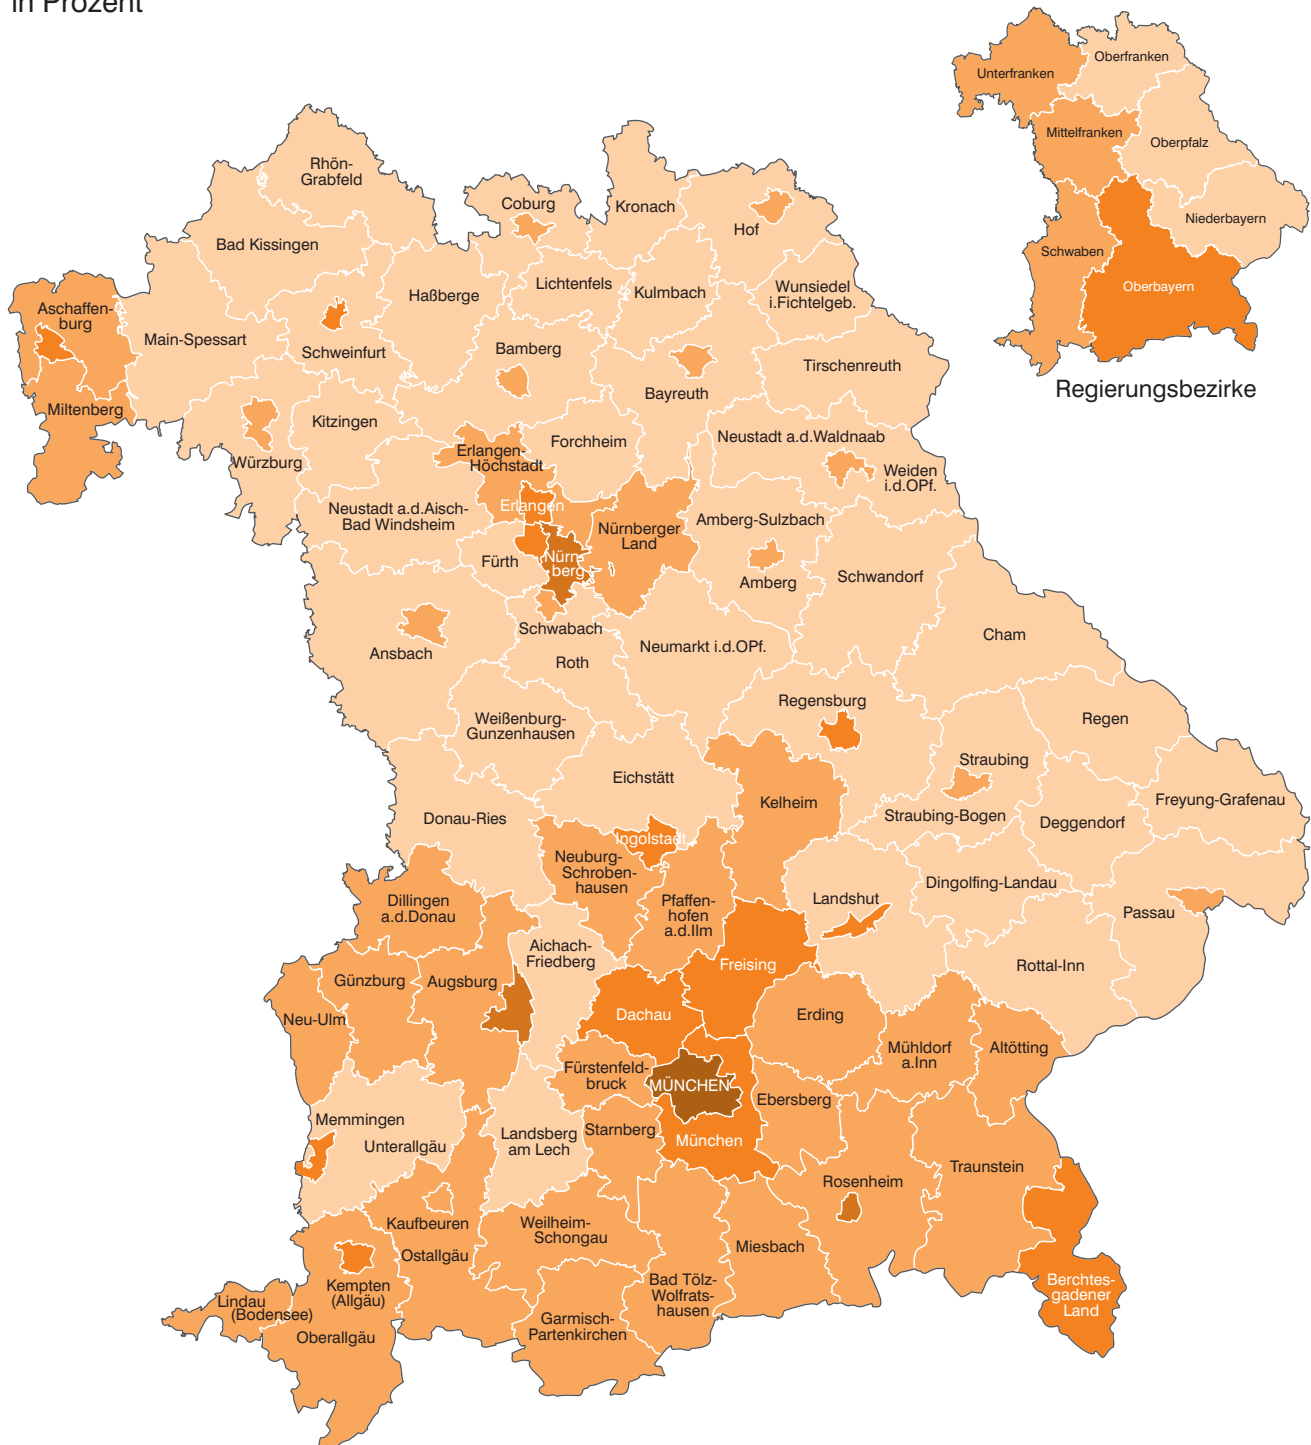 in Prozent
Oberfranken
Unterfranken
Mittelfranken
Oberpfalz
Niederbayern
Schwaben
Oberbayern
Regierungsbezirke
Rhön-
Grabfeld
Coburg
Kronach
Hof
Bad Kissingen
Lichtenfels
Kulmbach
Wunsiedel
i.Fichtelgeb.
Haßberge
Aschaffen-
burg
Main-Spessart
Schweinfurt
Bamberg
Bayreuth
Tirschenreuth
Miltenberg
Kitzingen
Würzburg
Erlangen-
Höchstadt
Forchheim
Neustadt a.d.Waldnaab
Weiden
i.d.OPf.
Neustadt a.d.Aisch-
Bad Windsheim
Erlangen
Nürnberger
Land
Amberg-Sulzbach
Fürth
Nürn-
berg
Amberg
Schwandorf
Ansbach
Schwabach
Roth
Neumarkt i.d.OPf.
Cham
Weißenburg-
Gunzenhausen
Regensburg
Regen
Eichstätt
Straubing
Kelheim
Freyung-Grafenau
Donau-Ries
Straubing-Bogen
Deggendorf
Ingolstadt
Neuburg-
Schroben-
hausen
Dillingen
a.d.Donau
Pfaffen-
hofen
a.d.Ilm
Landshut
Dingolfing-Landau
Passau
Aichach-
Friedberg
Freising
Rottal-Inn
Günzburg
Augsburg
Neu-Ulm
Dachau
Erding
Mühldorf
a.Inn
Altötting
Fürstenfeld-
bruck
MÜNCHEN
Ebersberg
Memmingen
Unterallgäu
Landsberg
am Lech
Starnberg
München
Traunstein
Rosenheim
Kaufbeuren
Weilheim-
Schongau
Ostallgäu
Miesbach
Kempten
(Allgäu)
Bad Tölz-
Wolfrats-
hausen
Berchtes-
gadener
Land
Lindau
(Bodensee)
Oberallgäu
Garmisch-
Partenkirchen